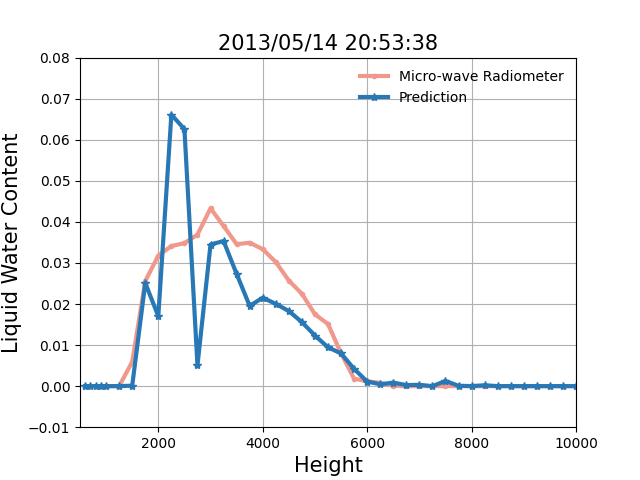 2013/05/14 20:53:38
Micro-wave Radiometer
Prediction
Liquid Water Content
0.08
0.07
0.06
0.05
0.04
0.03
0.02
0.01
0.00
−0.01
2000 4000 6000 8000 10000
Height